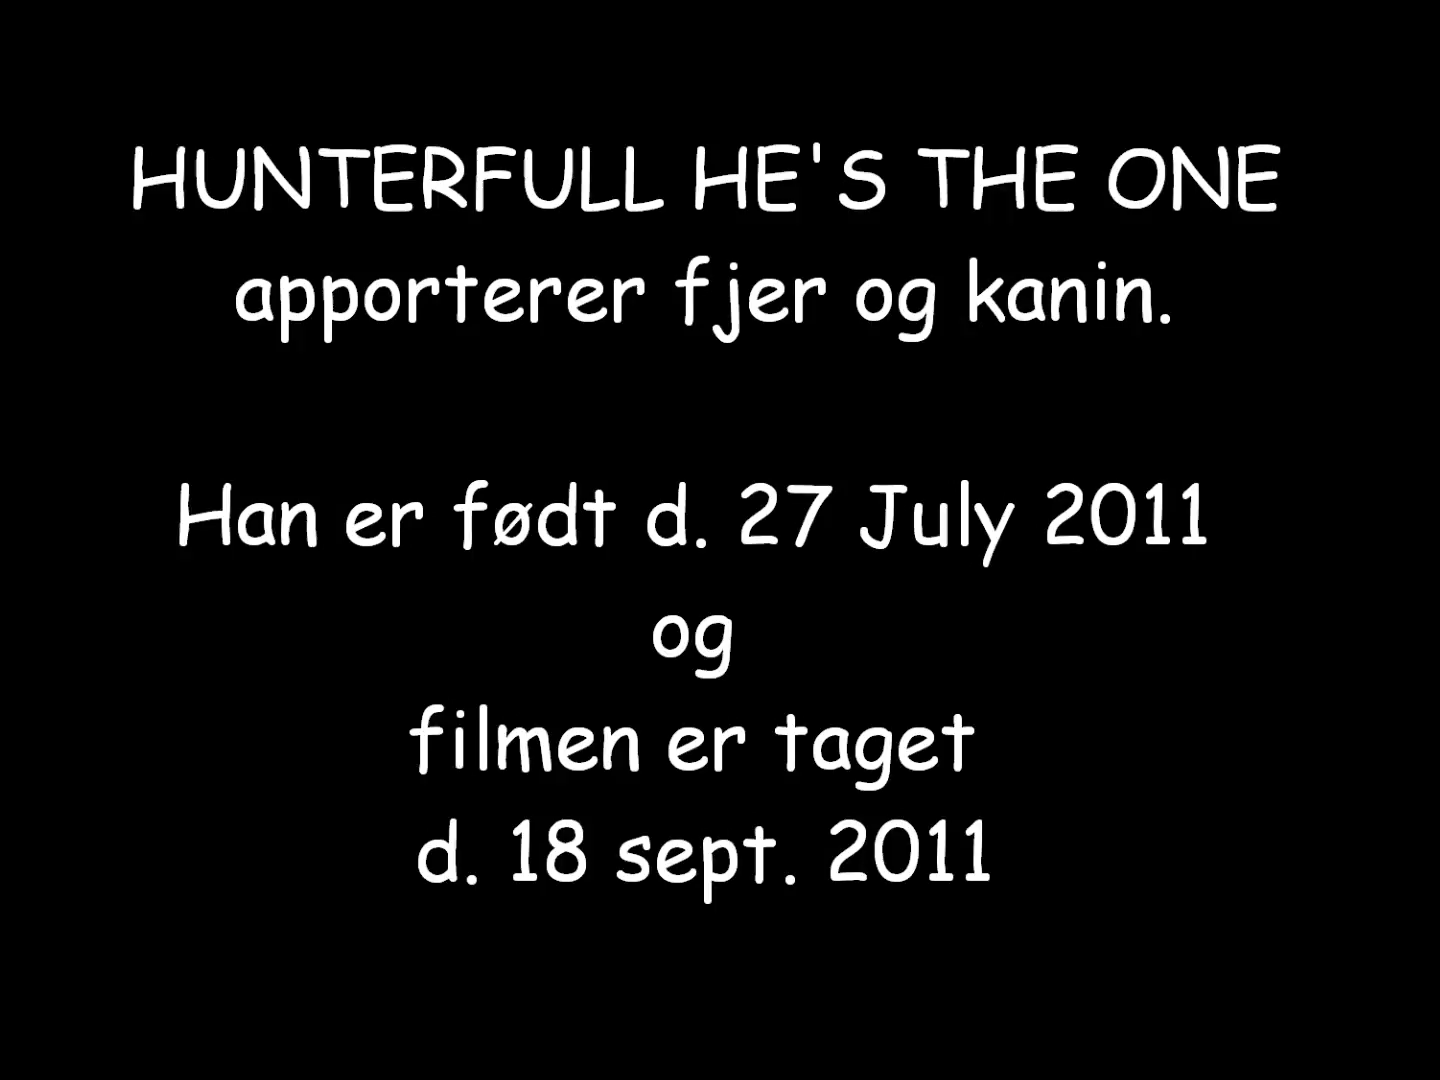 HUNTERFULL HE'S THE ONE
apporterer fjer og kanin.
Han er født d. 27 July 2011
og
filmen er taget
d. 18 sept. 2011